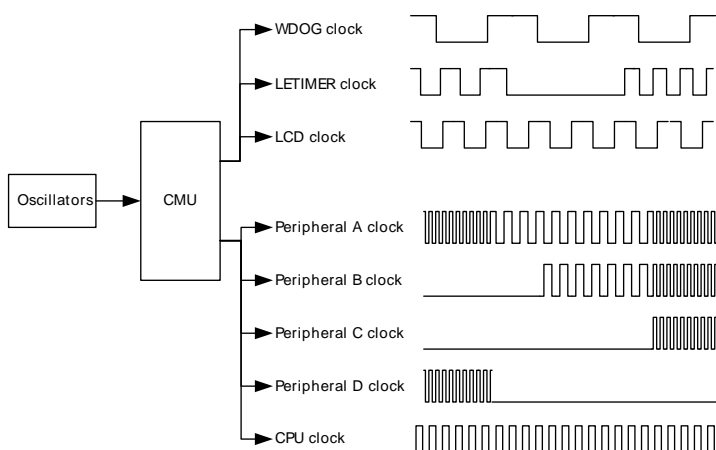 WDOG clock
LETIMER clock
LCD clock
Oscillators
CMU
Peripheral A clock
Peripheral B clock
Peripheral C clock
Peripheral D clock
CPU clock